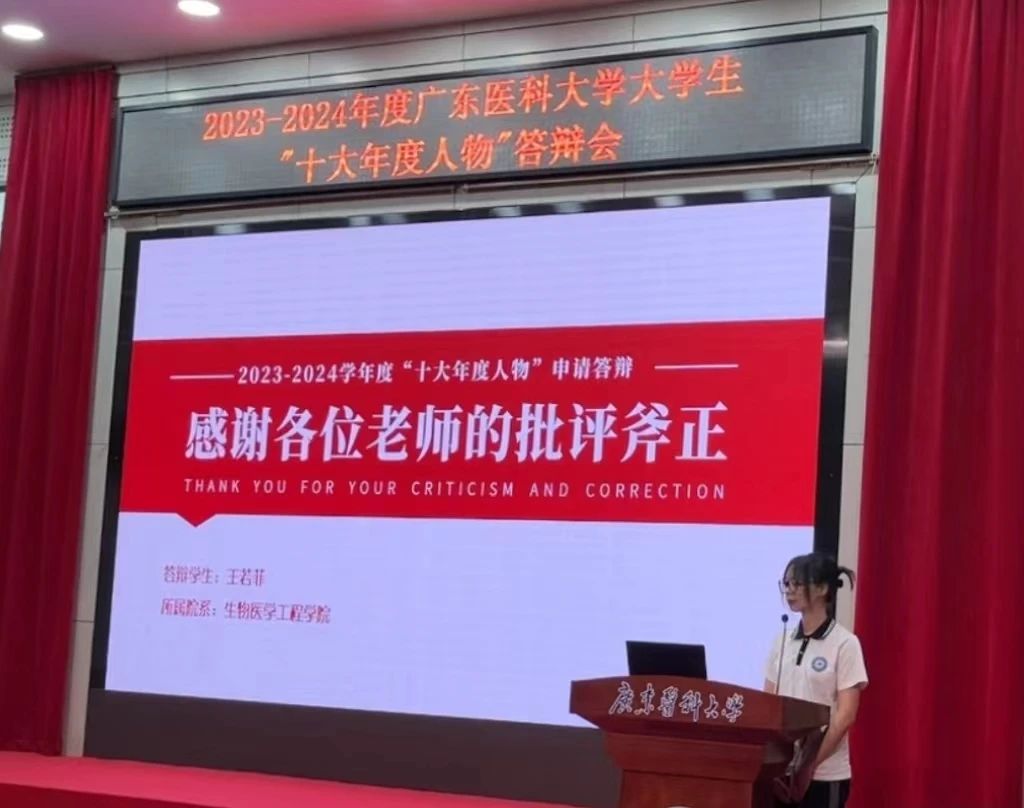 2023-2024年度广东医科大学大学生
"十大年度人物"答辩会
2023-2024学年度“十大年度人物”申请答辩
感谢各位老师的批评斧正
THANK YOU FOR YOUR CRITICISM AND CORRECTION
答辩学生：王若菲
所属院系：生物医学工程学院
廣東醫科大学